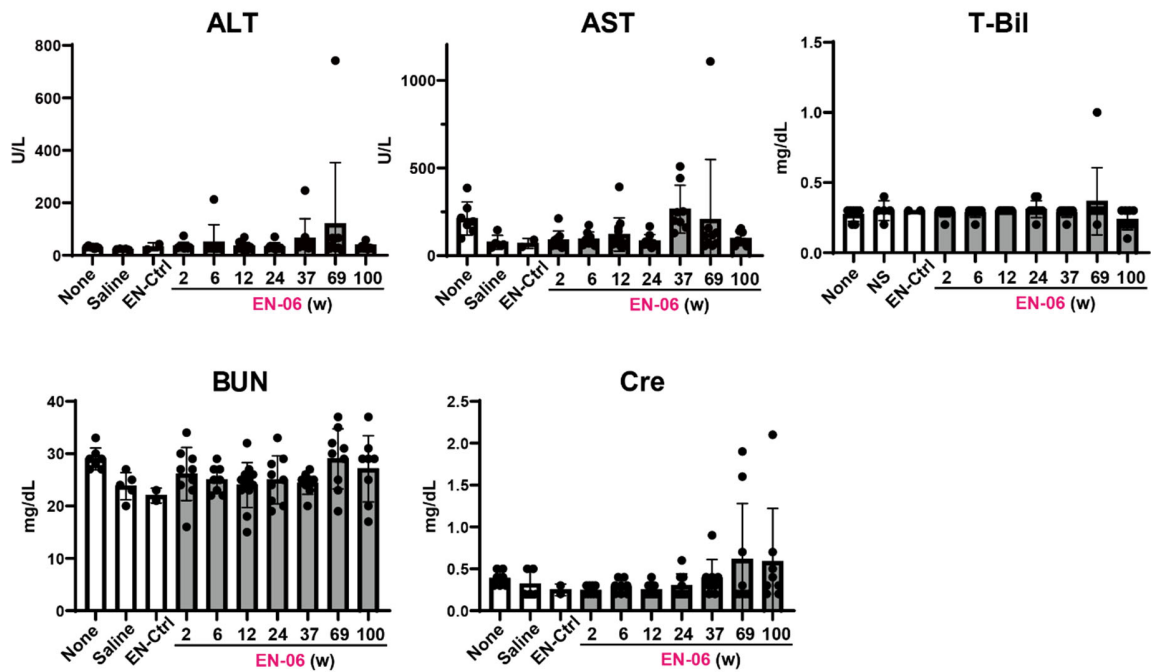 ALT
U/L
800
600
400
200
0
None
Saline
EN-Ctrl
2 6 12 24 37 69 100
EN-06 (w)
AST
U/L
1000
500
0
None
Saline
EN-Ctrl
2 6 12 24 37 69 100
EN-06 (w)
T-Bil
mg/dL
1.5
1.0
0.5
0.0
None
NS
EN-Ctrl
2 6 12 24 37 69 100
EN-06 (w)
BUN
mg/dL
40
30
20
10
0
None
Saline
EN-Ctrl
2 6 12 24 37 69 100
EN-06 (w)
Cre
mg/dL
2.5
2.0
1.5
1.0
0.5
0.0
None
Saline
EN-Ctrl
2 6 12 24 37 69 100
EN-06 (w)